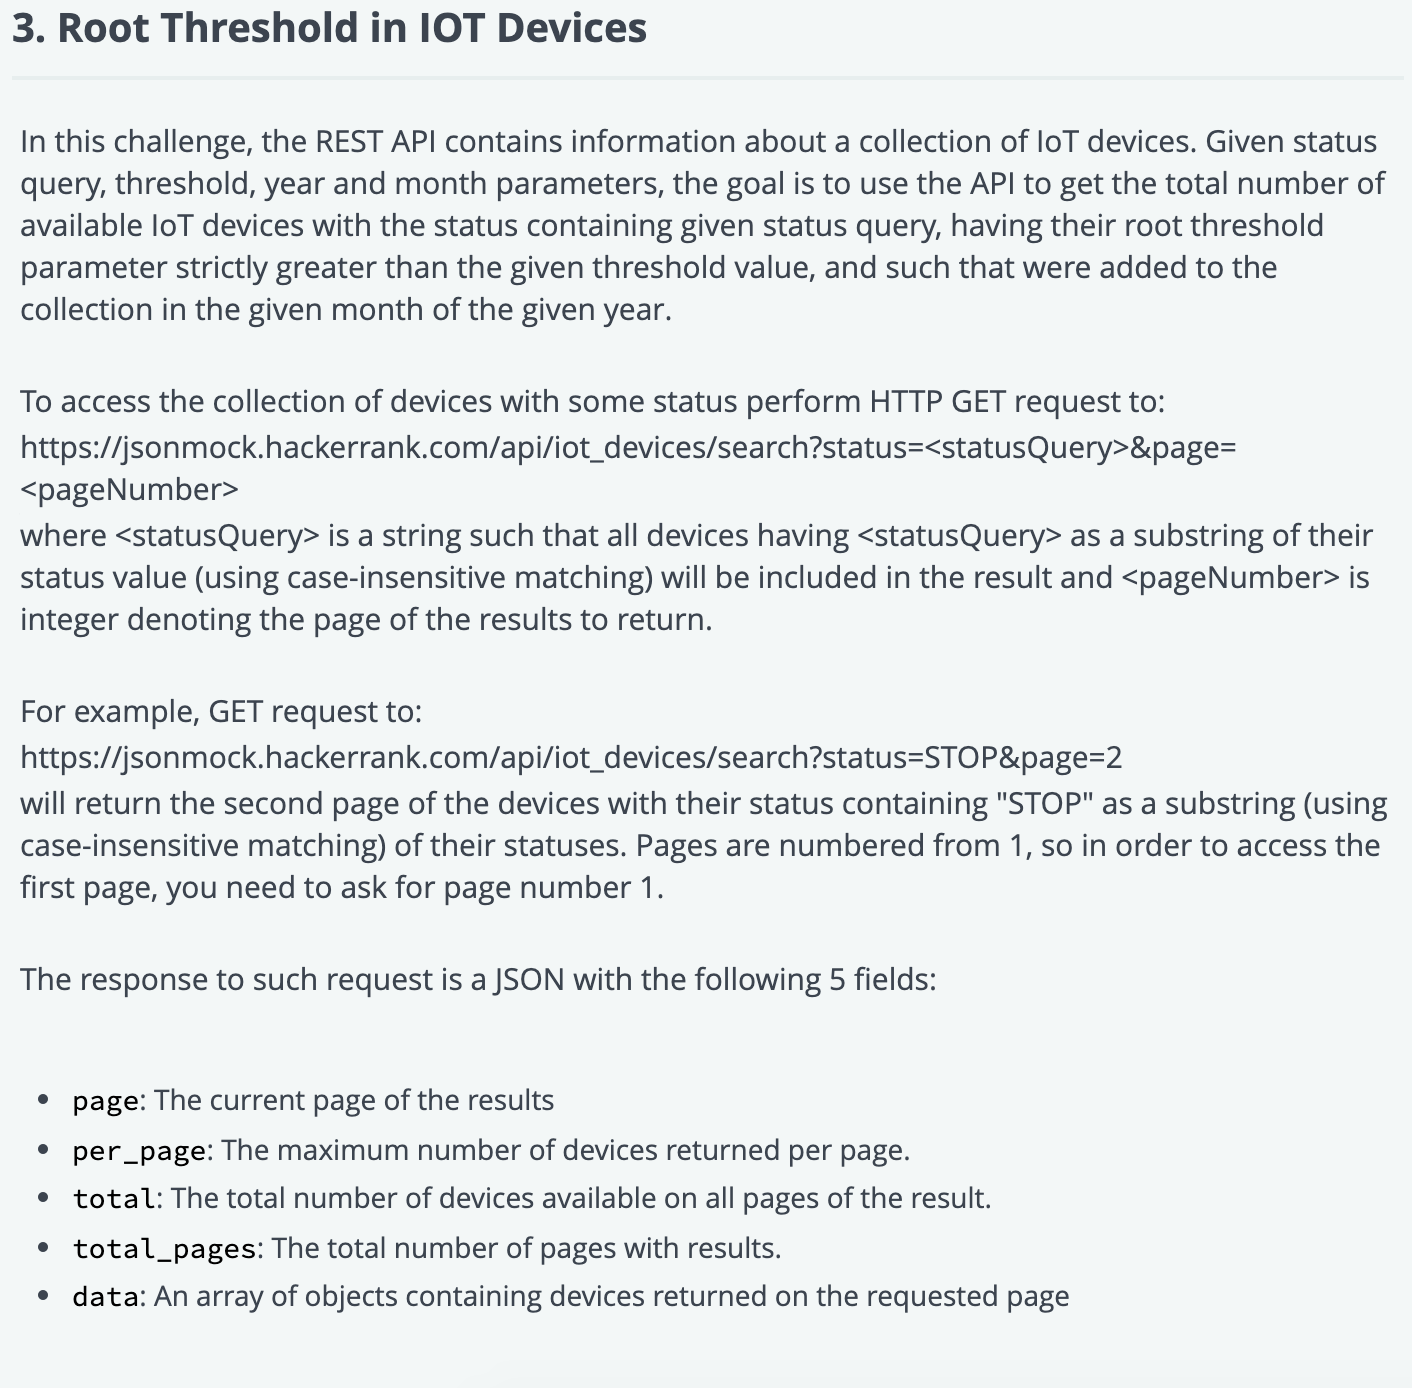 3. Root Threshold in IOT Devices
In this challenge, the REST API contains information about a collection of IoT devices. Given status
query, threshold, year and month parameters, the goal is to use the API to get the total number of
available IoT devices with the status containing given status query, having their root threshold
parameter strictly greater than the given threshold value, and such that were added to the
collection in the given month of the given year.
To access the collection of devices with some status perform HTTP GET request to:
https://jsonmock.hackerrank.com/api/iot_devices/search?status=<statusQuery>&page=
<pageNumber>
where <statusQuery> is a string such that all devices having <statusQuery> as a substring of their
status value (using case-insensitive matching) will be included in the result and <pageNumber> is
integer denoting the page of the results to return.
For example, GET request to:
https://jsonmock.hackerrank.com/api/iot_devices/search?status=STOP&page=2
will return the second page of the devices with their status containing "STOP" as a substring (using
case-insensitive matching) of their statuses. Pages are numbered from 1, so in order to access the
first page, you need to ask for page number 1.
The response to such request is a JSON with the following 5 fields:
• page: The current page of the results
• per_page: The maximum number of devices returned per page.
• total: The total number of devices available on all pages of the result.
• total_pages: The total number of pages with results.
• data: An array of objects containing devices returned on the requested page